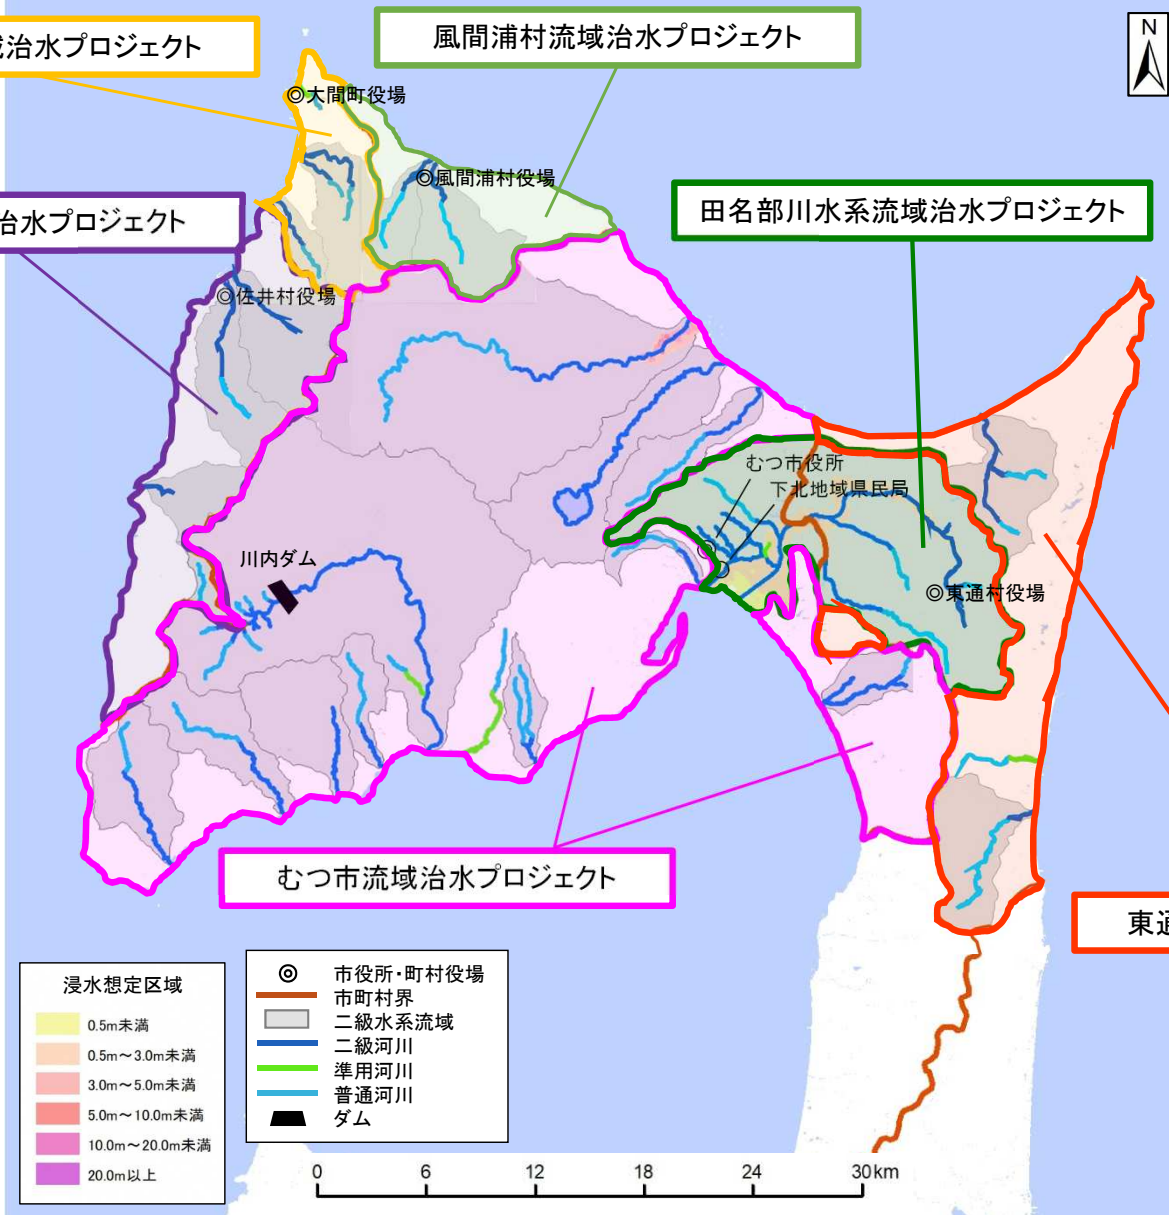 風間浦村流域治水プロジェクト
治水プロジェクト
N
◎大間町役場
◎風間浦村役場
治水プロジェクト
田名部川水系流域治水プロジェクト
◎佐井村役場
むつ市役所
下北地域県民局
川内ダム
◎東通村役場
むつ市流域治水プロジェクト
東通
浸水想定区域
0.5m未満
0.5m～3.0m未満
3.0m～5.0m未満
5.0m～10.0m未満
10.0m～20.0m未満
20.0m以上
◎ 市役所・町村役場
市町村界
二級水系流域
二級河川
準用河川
普通河川
ダム
0 6 12 18 24 30km